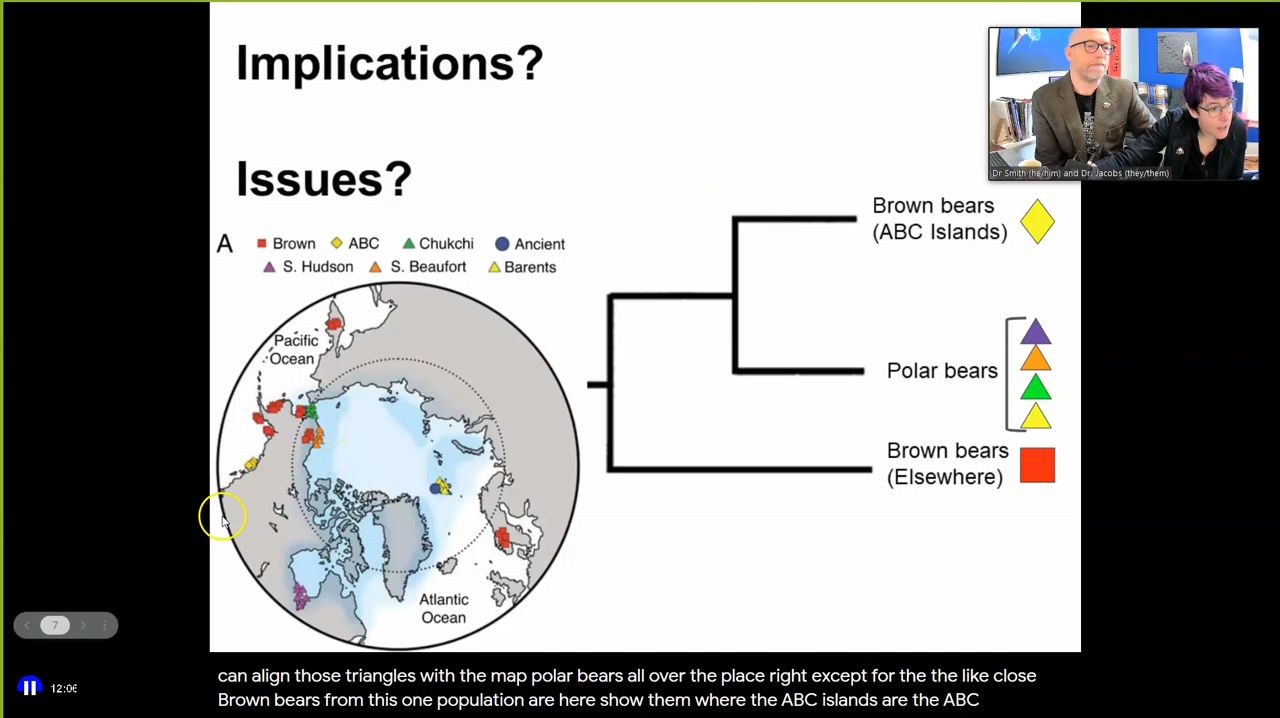 Implications?
Issues?
A
Brown ABC Chukchi Ancient
S. Hudson S. Beaufort Barents
Pacific
Ocean
Atlantic
Ocean
Brown bears
(ABC Islands)
Polar bears
Brown bears
(Elsewhere)
Dr Smith (he/him) and Dr. Jacobs (they/them)
7
12:06
can align those triangles with the map polar bears all over the place right except for the the like close
Brown bears from this one population are here show them where the ABC islands are the ABC